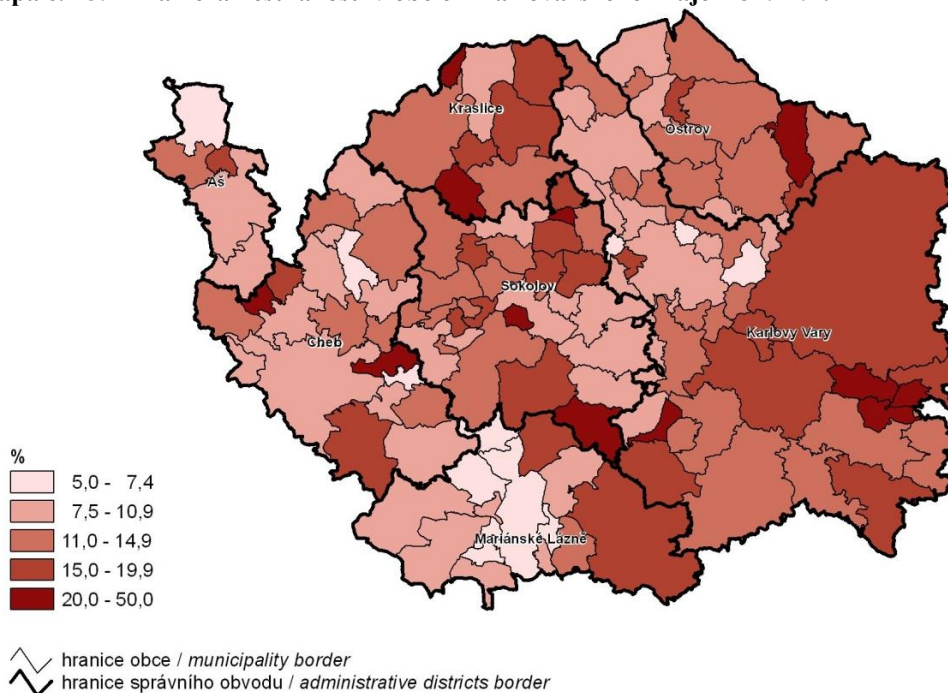 Kraslice
Ostrov
Aš
Sokolov
Karlovy Vary
Cheb
Mariánské Lázně
%
5,0 - 7,4
7,5 - 10,9
11,0 - 14,9
15,0 - 19,9
20,0 - 50,0
hranice obce / municipality border
hranice správního obvodu / administrative districts border